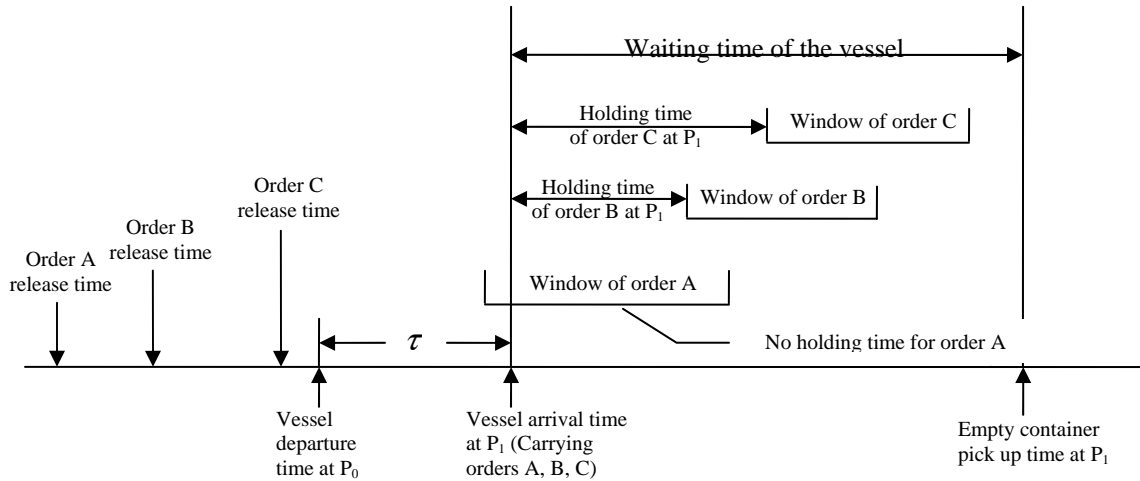 Waiting time of the vessel
Holding time
of order C at P₁
Window of order C
Holding time
of order B at P₁
Window of order B
Order C
release time
Order B
release time
Order A
release time
Window of order A
τ
No holding time for order A
Vessel
departure
time at P₀
Vessel arrival time
at P₁ (Carrying
orders A, B, C)
Empty container
pick up time at P₁